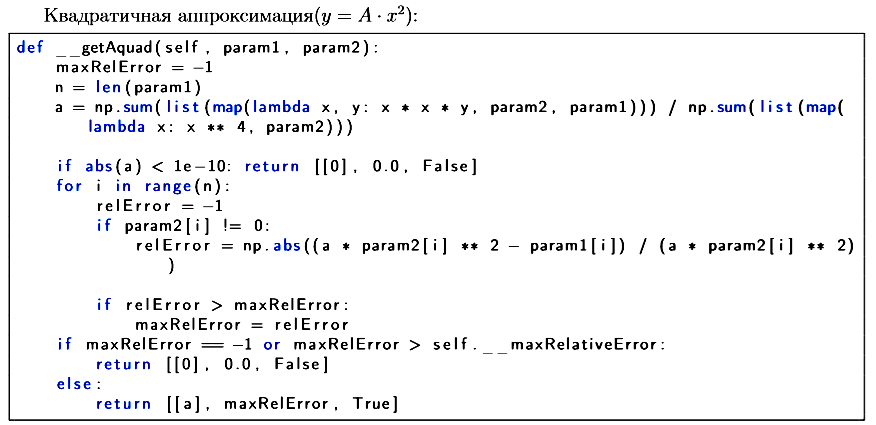 Квадратичная аппроксимация(y = A · x²):
def __getAquad(self, param1, param2):
    maxRelError = −1
    n = len(param1)
    a = np.sum(list(map(lambda x, y: x * x * y, param2, param1))) / np.sum(list(map(
        lambda x: x ** 4, param2)))
    if abs(a) < 1e−10: return [[0], 0.0, False]
    for i in range(n):
        relError = −1
        if param2[i] != 0:
            relError = np.abs((a * param2[i] ** 2 − param1[i]) / (a * param2[i] ** 2)
                )
        if relError > maxRelError:
            maxRelError = relError
    if maxRelError == −1 or maxRelError > self.__maxRelativeError:
        return [[0], 0.0, False]
    else:
        return [[a], maxRelError, True]